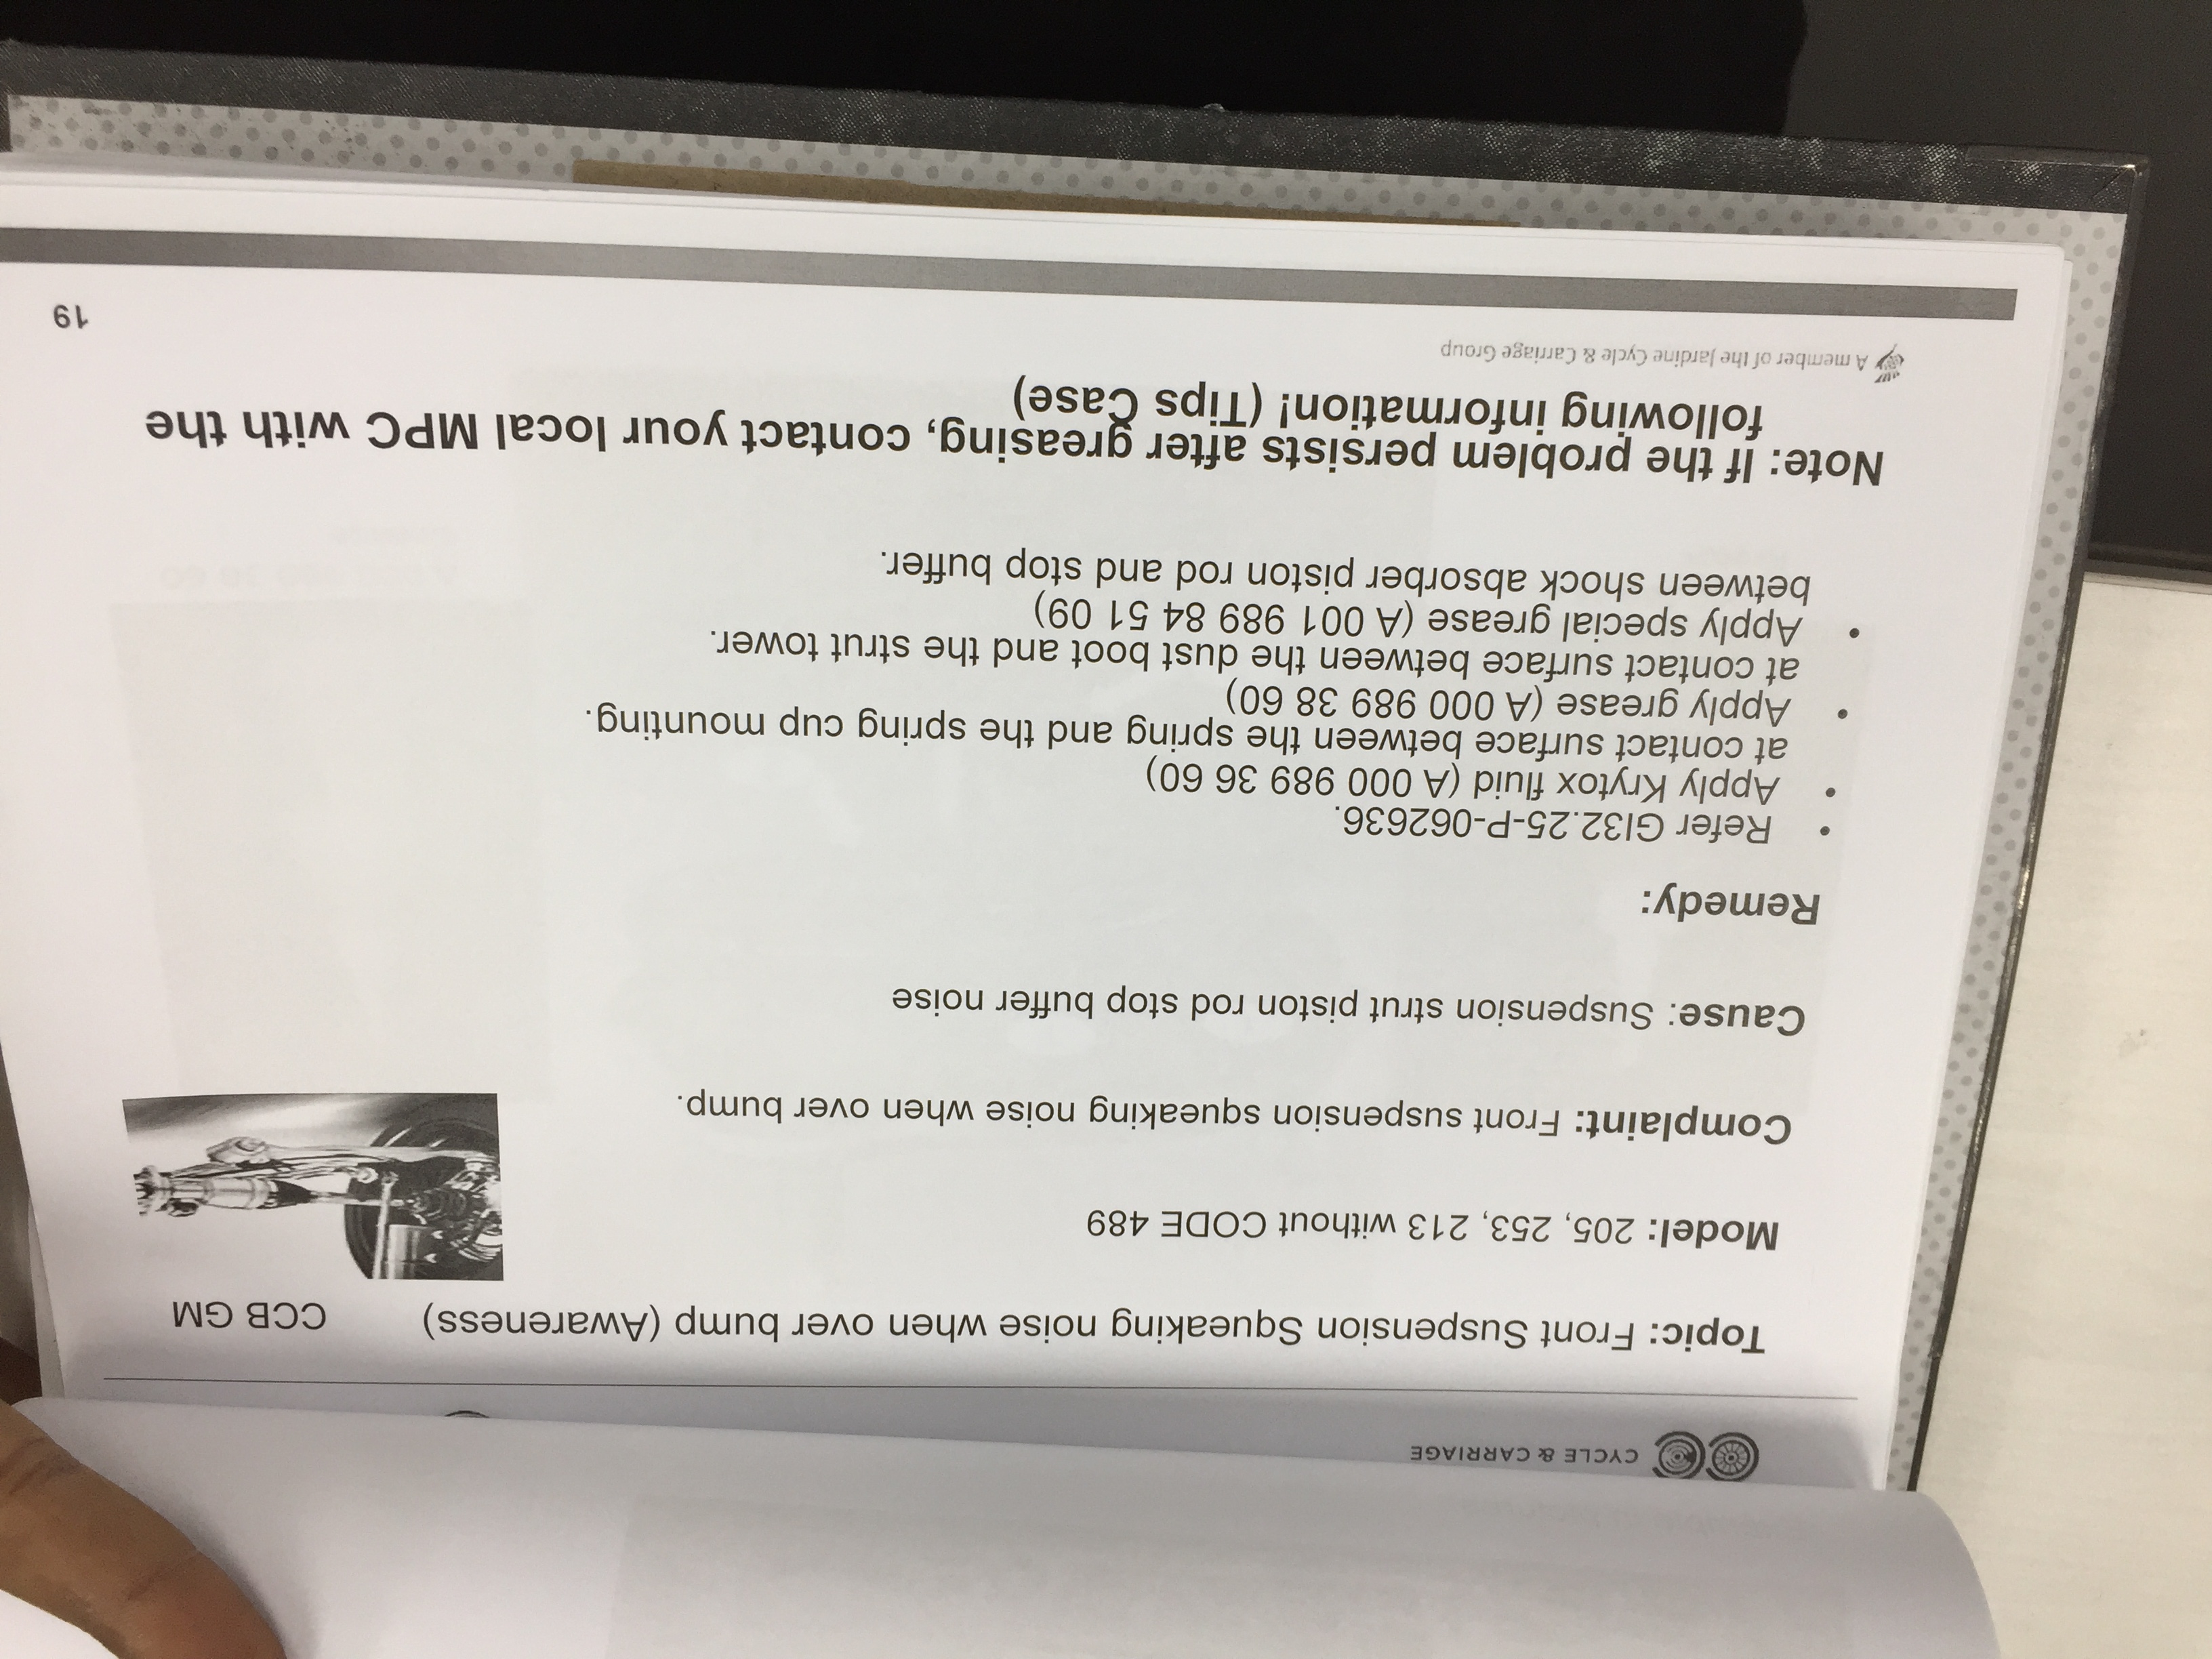 CYCLE & CARRIAGE
Topic: Front Suspension Squeaking noise when over bump (Awareness) CCB GM
Model: 205, 253, 213 without CODE 489
Complaint: Front suspension squeaking noise when over bump.
Cause: Suspension strut piston rod stop buffer noise
Remedy:
• Refer GI32.25-P-062636.
• Apply Krytox fluid (A 000 989 36 60)
at contact surface between the spring and the spring cup mounting.
• Apply grease (A 000 989 38 60)
at contact surface between the dust boot and the strut tower.
• Apply special grease (A 001 989 84 51 09)
between shock absorber piston rod and stop buffer.
Note: If the problem persists after greasing, contact your local MPC with the
following information! (Tips Case)
A member of the Jardine Cycle & Carriage Group
19